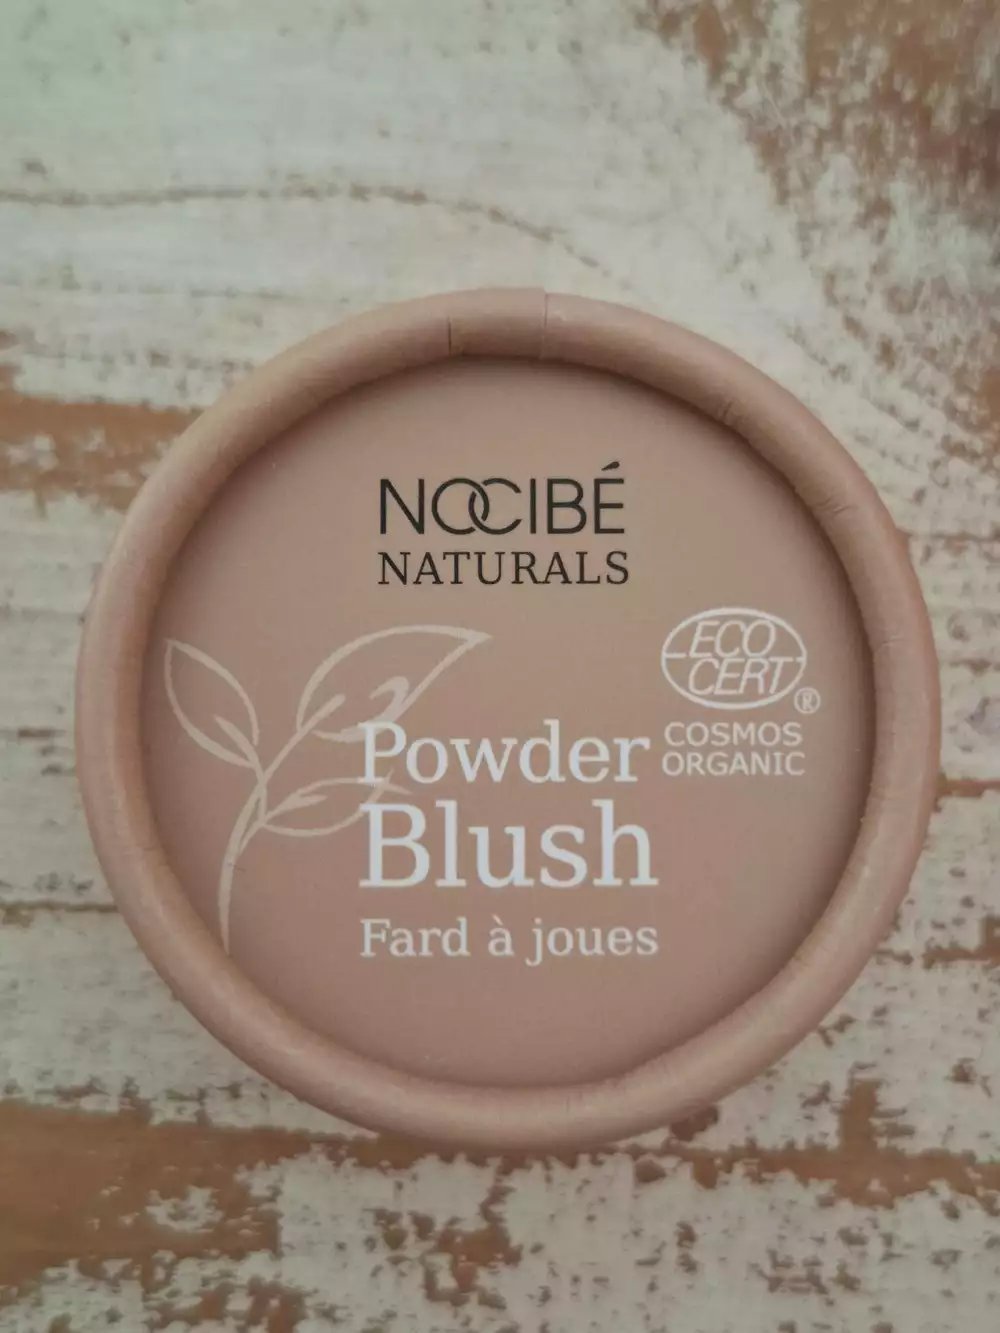 NOCIBÉ
NATURALS
ECO
CERT®
COSMOS
ORGANIC
Powder
Blush
Fard à joues